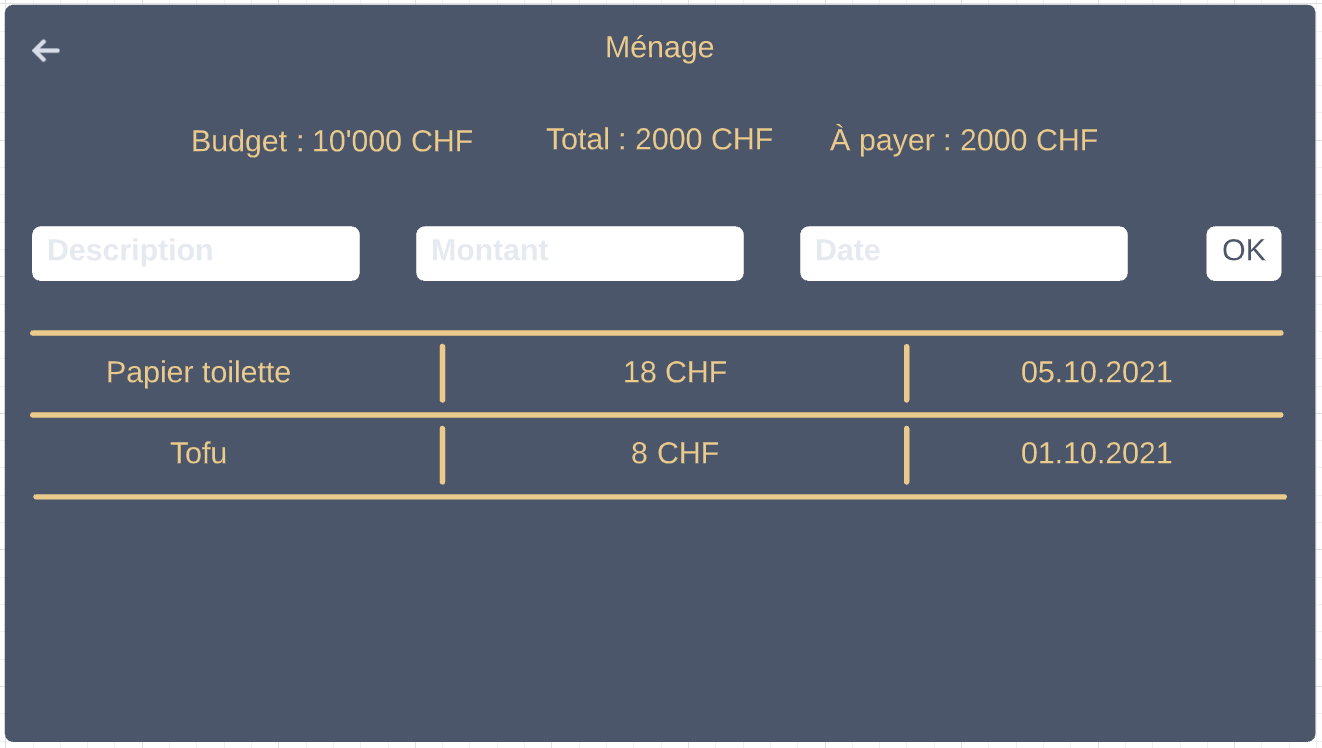 Ménage
Budget : 10'000 CHF Total : 2000 CHF À payer : 2000 CHF
Description Montant Date OK
Papier toilette 18 CHF 05.10.2021
Tofu 8 CHF 01.10.2021